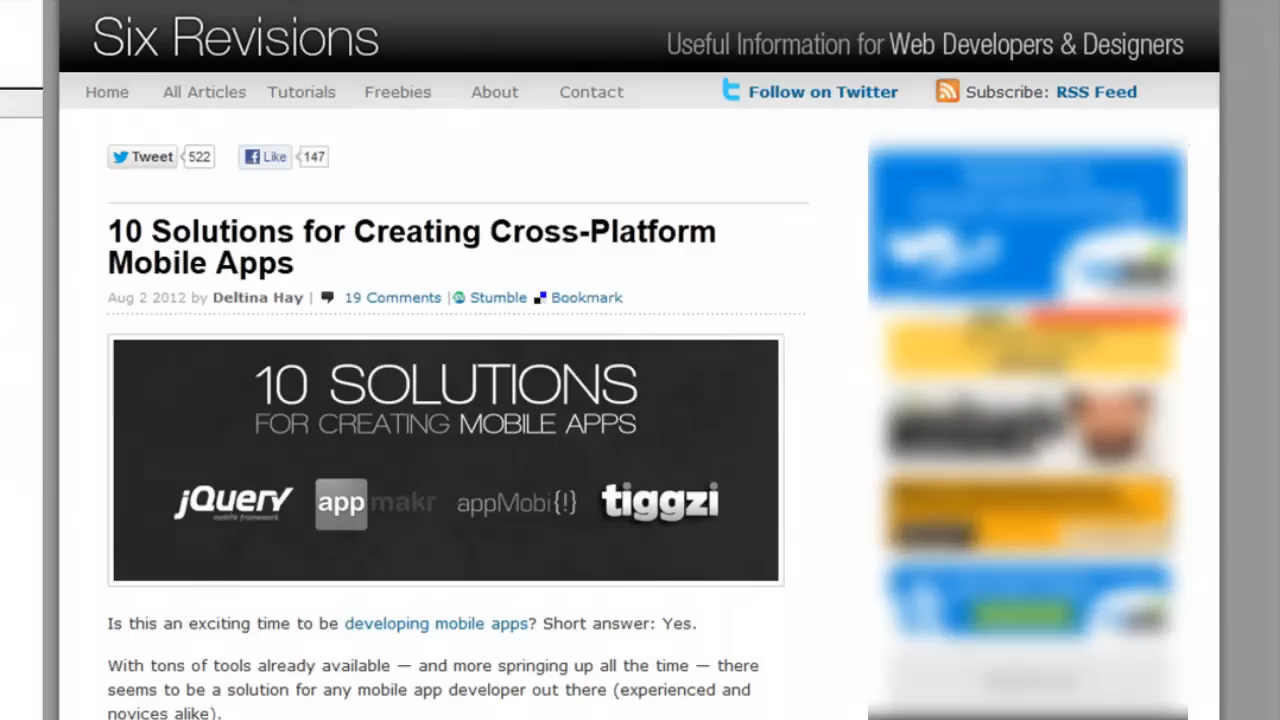 Six Revisions
Useful Information for Web Developers & Designers
Home All Articles Tutorials Freebies About Contact Follow on Twitter Subscribe: RSS Feed
Tweet 522 Like 147
10 Solutions for Creating Cross-Platform
Mobile Apps
Aug 2 2012 by Deltina Hay | 19 Comments | Stumble Bookmark
10 SOLUTIONS
FOR CREATING MOBILE APPS
jQuery app makr appMobi{!} tiggzi
mobile framework
Is this an exciting time to be developing mobile apps? Short answer: Yes.
With tons of tools already available — and more springing up all the time — there
seems to be a solution for any mobile app developer out there (experienced and
novices alike).